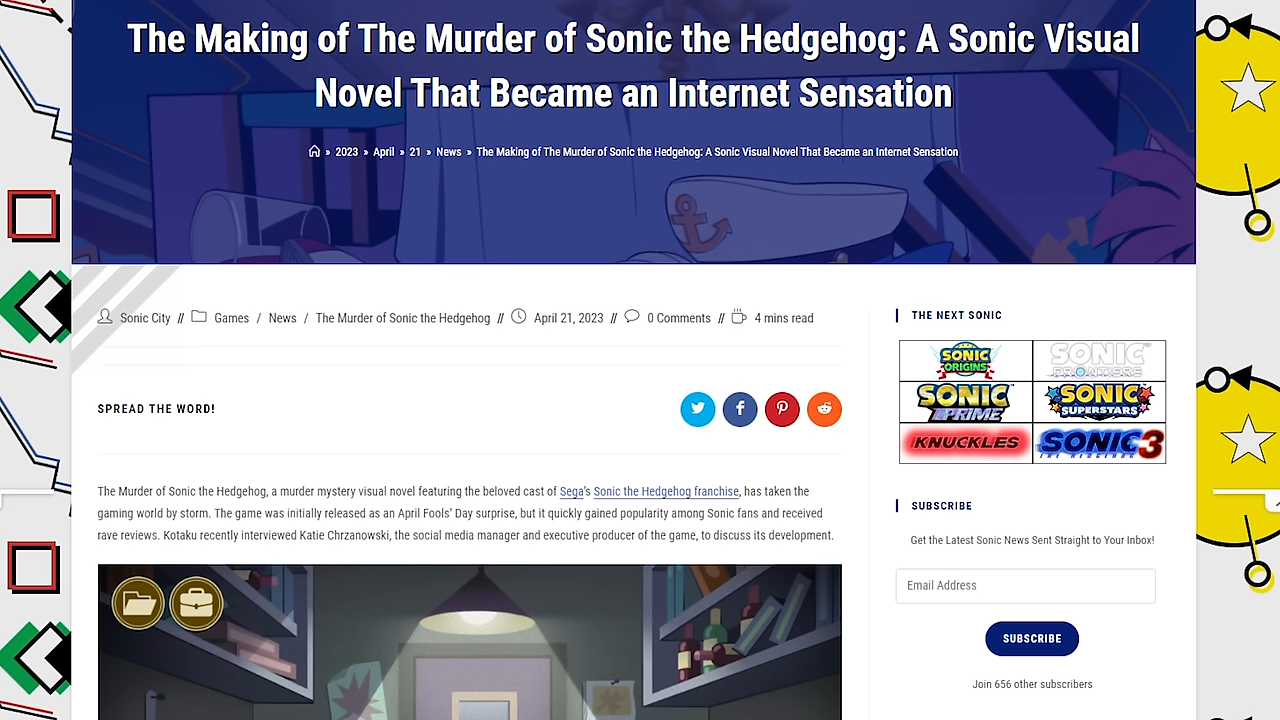 The Making of The Murder of Sonic the Hedgehog: A Sonic Visual
Novel That Became an Internet Sensation
» 2023 » April » 21 » News » The Making of The Murder of Sonic the Hedgehog: A Sonic Visual Novel That Became an Internet Sensation
Sonic City // Games / News / The Murder of Sonic the Hedgehog // April 21, 2023 // 0 Comments // 4 mins read
SPREAD THE WORD!
The Murder of Sonic the Hedgehog, a murder mystery visual novel featuring the beloved cast of Sega's Sonic the Hedgehog franchise, has taken the
gaming world by storm. The game was initially released as an April Fools' Day surprise, but it quickly gained popularity among Sonic fans and received
rave reviews. Kotaku recently interviewed Katie Chrzanowski, the social media manager and executive producer of the game, to discuss its development.
THE NEXT SONIC
SONIC ORIGINS
SONIC FRONTIERS
SONIC PRIME
SONIC SUPERSTARS
KNUCKLES
SONIC 3
THE HEDGEHOG
SUBSCRIBE
Get the Latest Sonic News Sent Straight to Your Inbox!
Email Address
SUBSCRIBE
Join 656 other subscribers